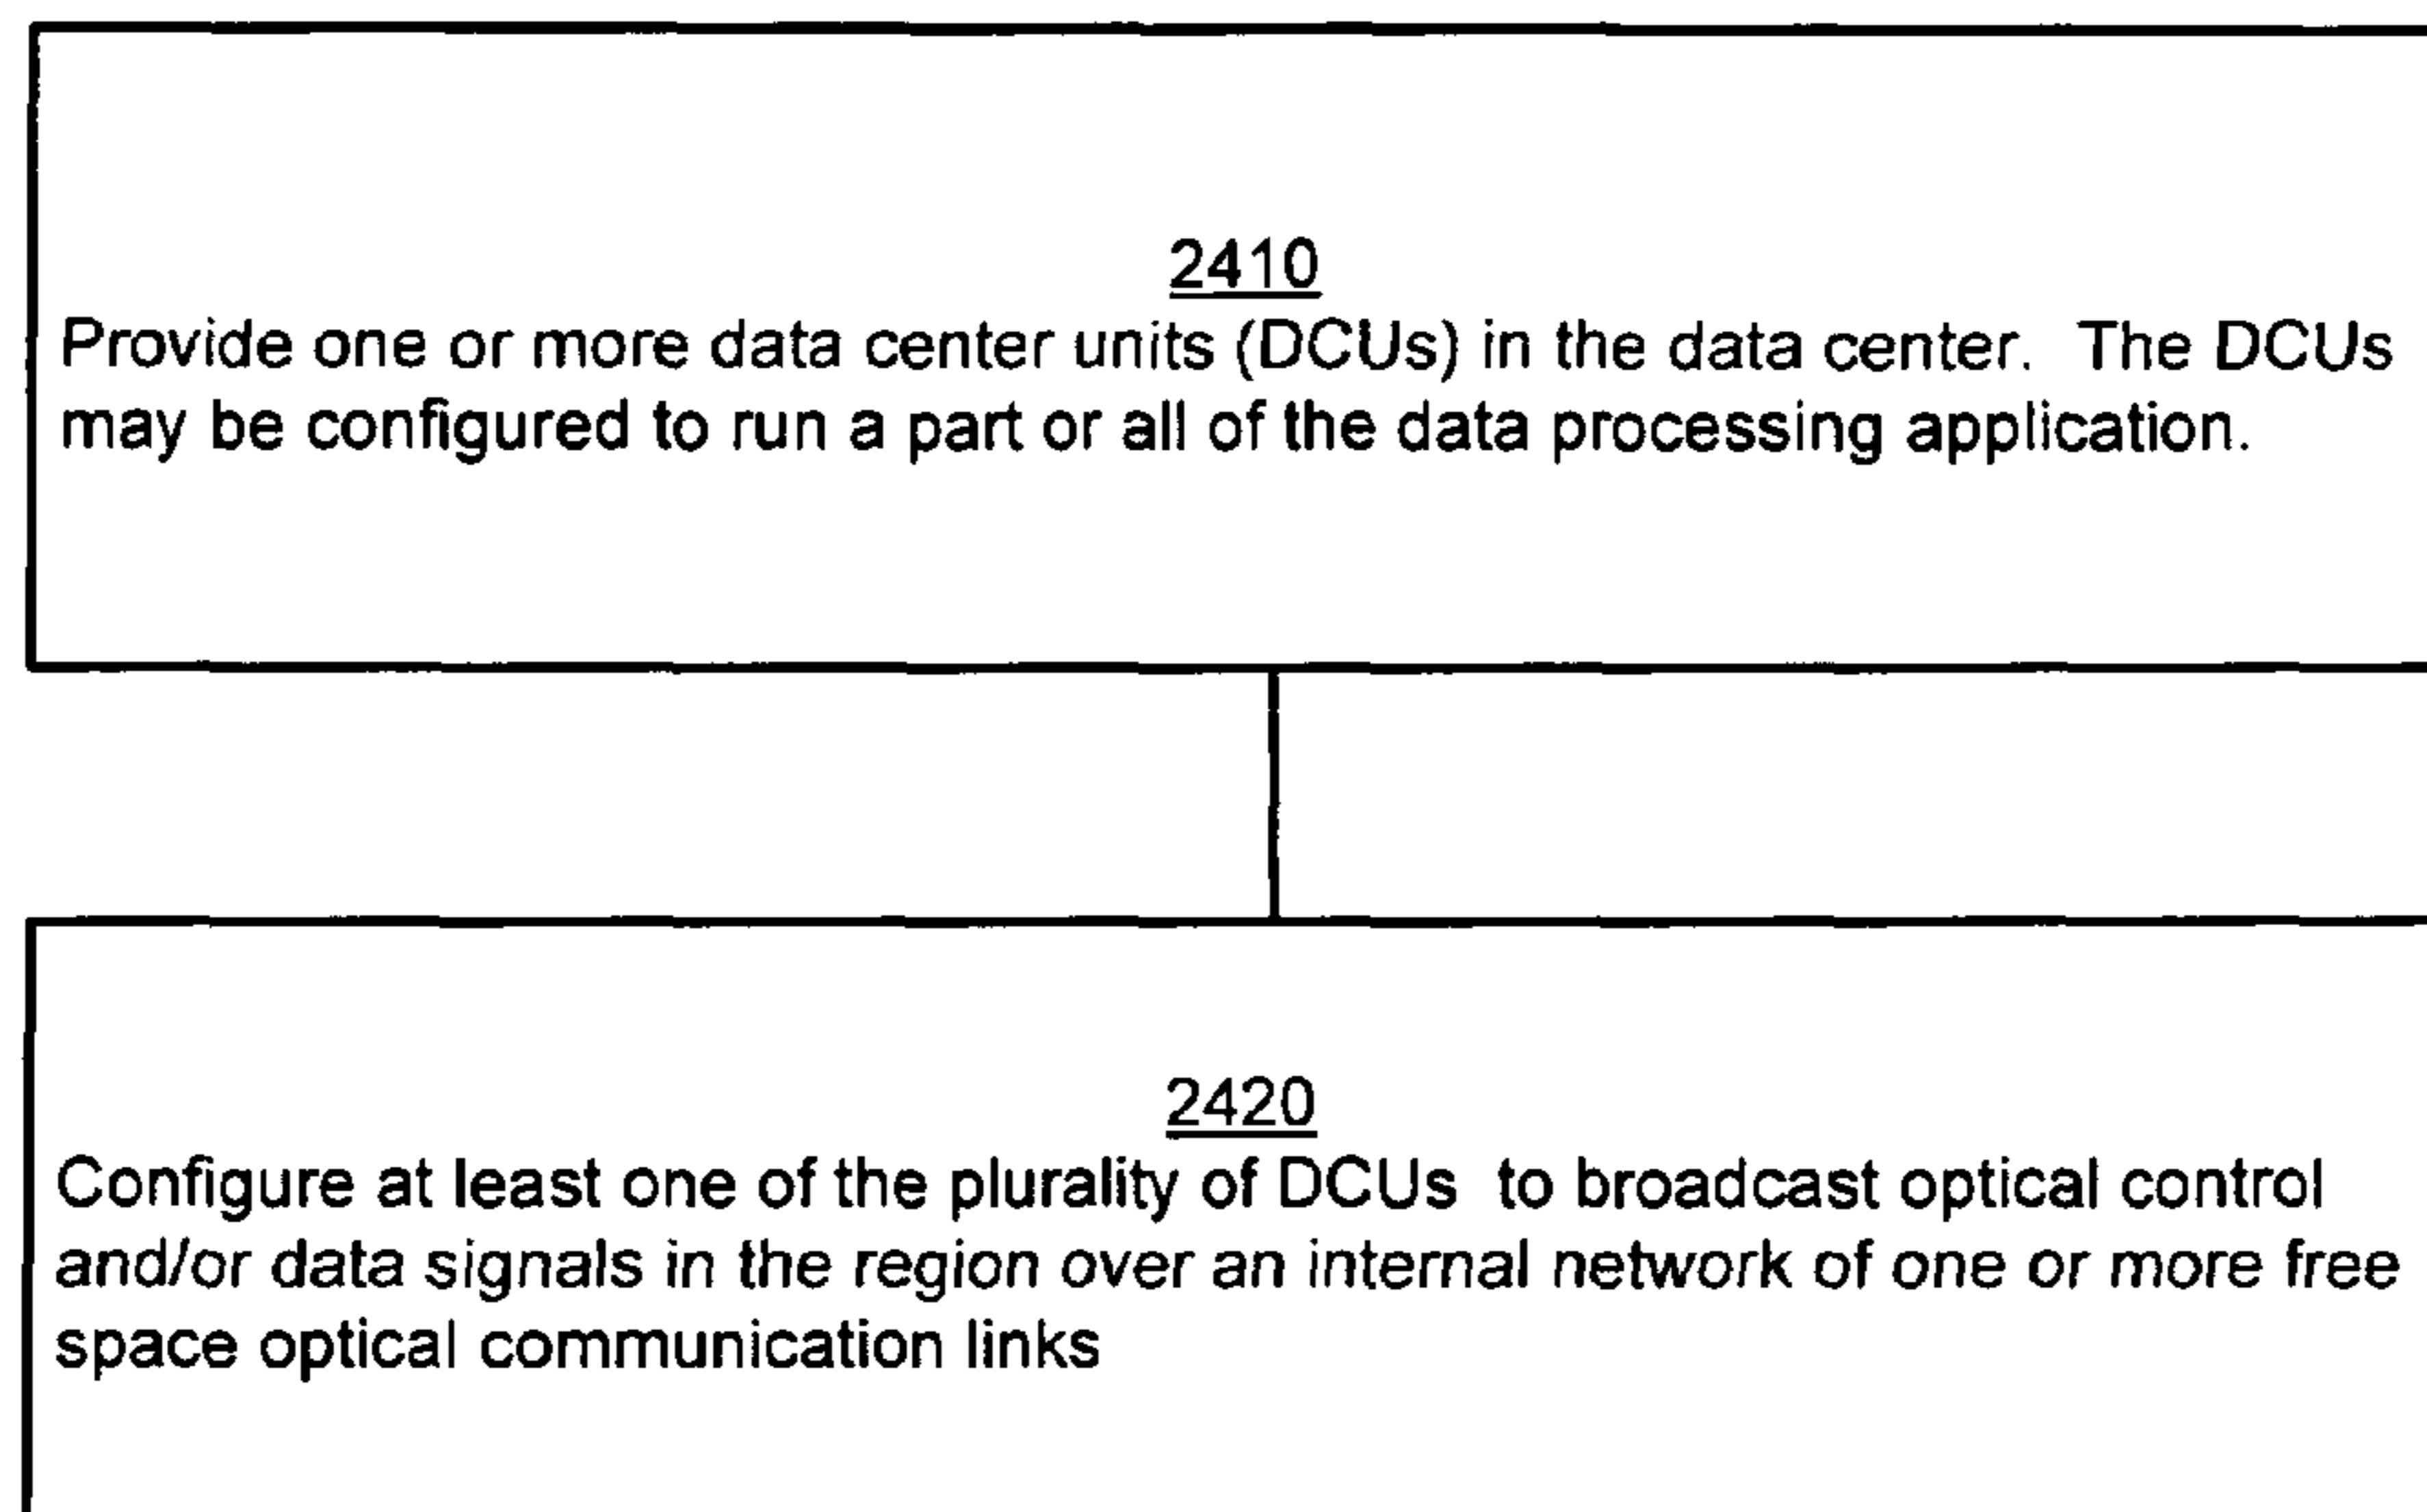 2410
Provide one or more data center units (DCUs) in the data center.  The DCUs
may be configured to run a part or all of the data processing application.
2420
Configure at least one of the plurality of DCUs  to broadcast optical control
and/or data signals in the region over an internal network of one or more free
space optical communication links